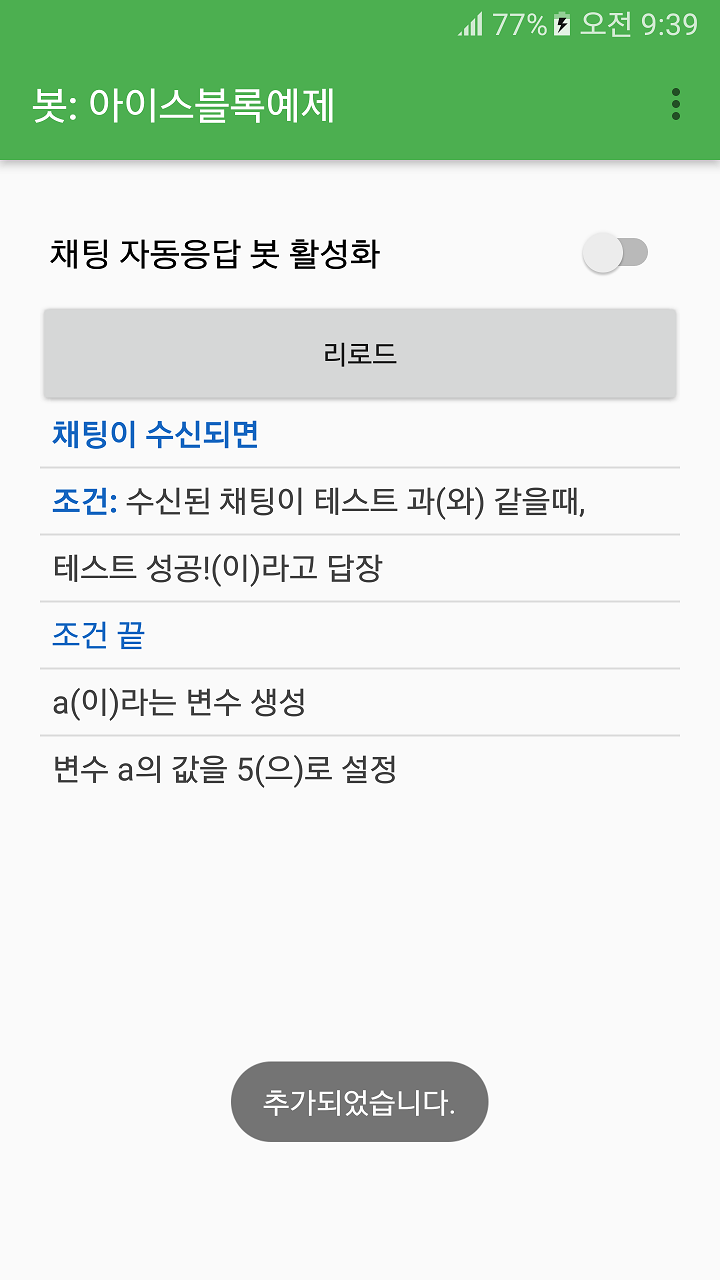 77% 오전 9:39
봇: 아이스블록예제
채팅 자동응답 봇 활성화
리로드
채팅이 수신되면
조건: 수신된 채팅이 테스트 과(와) 같을때,
테스트 성공!(이)라고 답장
조건 끝
a(이)라는 변수 생성
변수 a의 값을 5(으)로 설정
추가되었습니다.